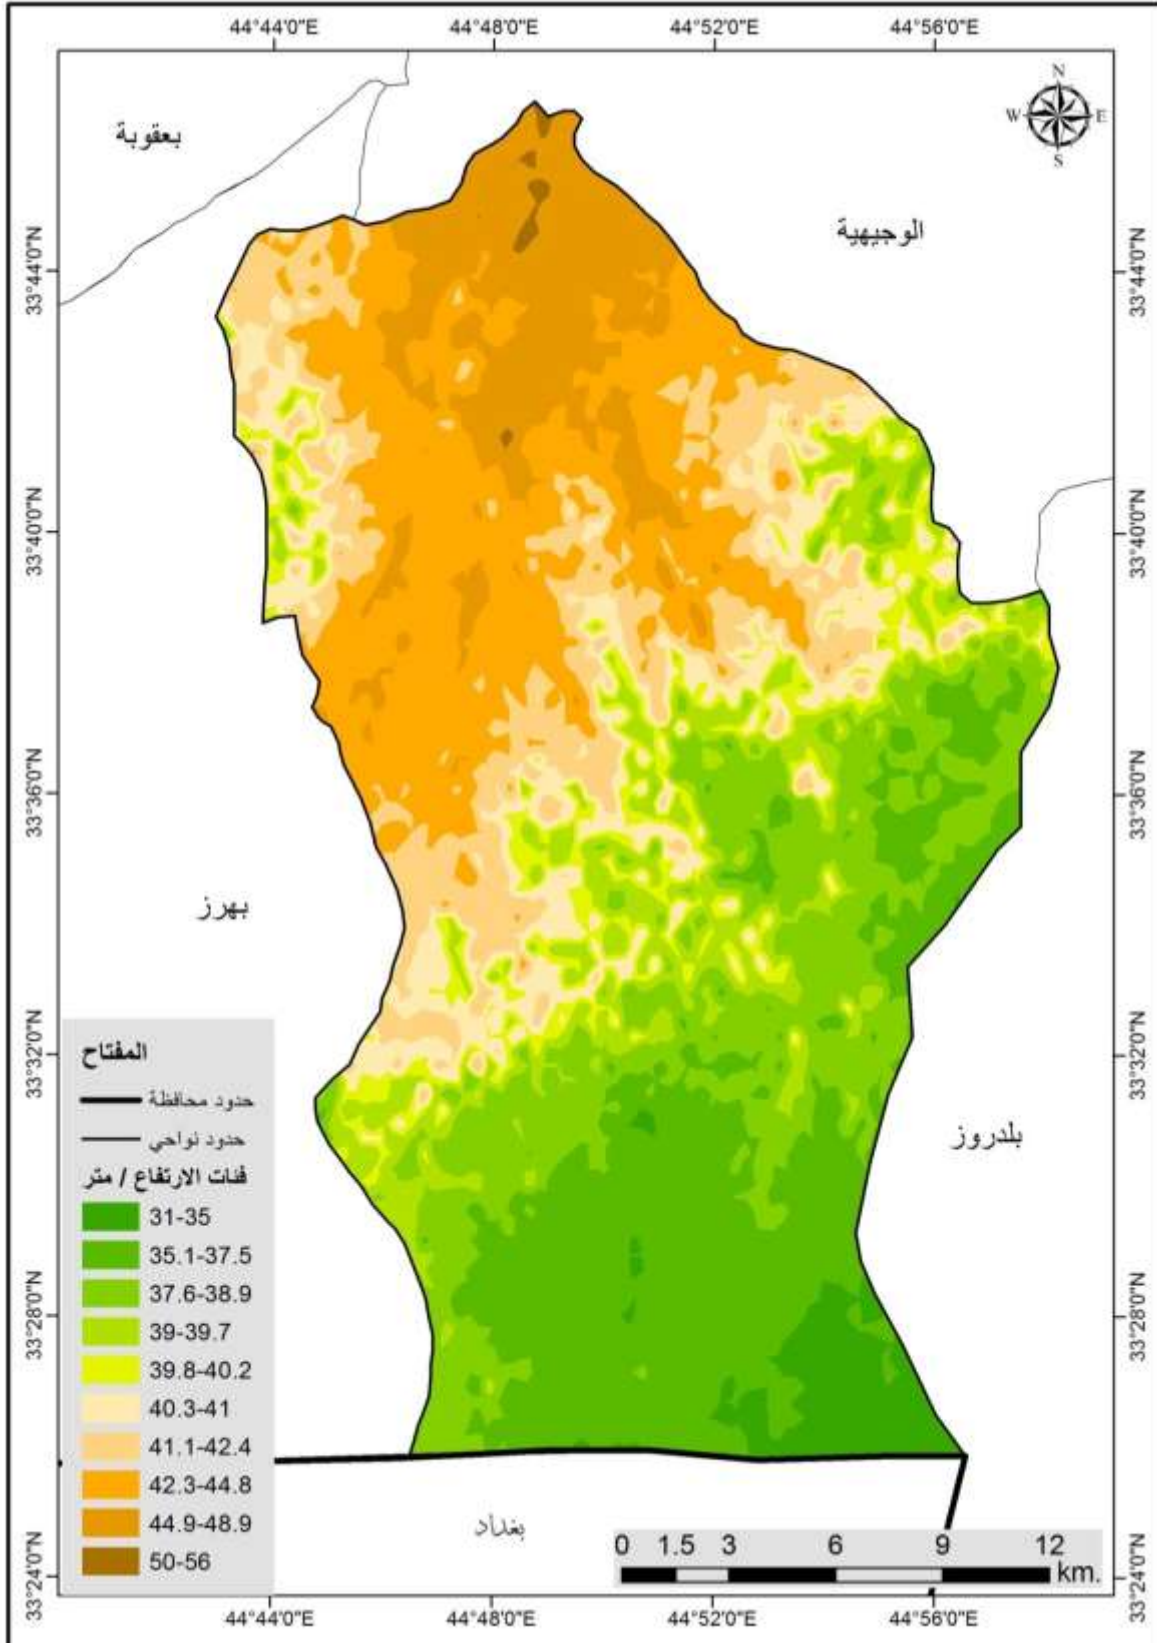 44°44'0"E 44°48'0"E 44°52'0"E 44°56'0"E
N
W E
S
بعقوبة
الوجيهية
33°44'0"N 33°44'0"N
33°40'0"N 33°40'0"N
33°36'0"N 33°36'0"N
بهرز
33°32'0"N 33°32'0"N
بلدروز
33°28'0"N 33°28'0"N
المفتاح
حدود محافظة
حدود نواحي
فئات الارتفاع / متر
31-35
35.1-37.5
37.6-38.9
39-39.7
39.8-40.2
40.3-41
41.1-42.4
42.3-44.8
44.9-48.9
50-56
بغداد
0 1.5 3 6 9 12
km.
33°24'0"N 33°24'0"N
44°44'0"E 44°48'0"E 44°52'0"E 44°56'0"E